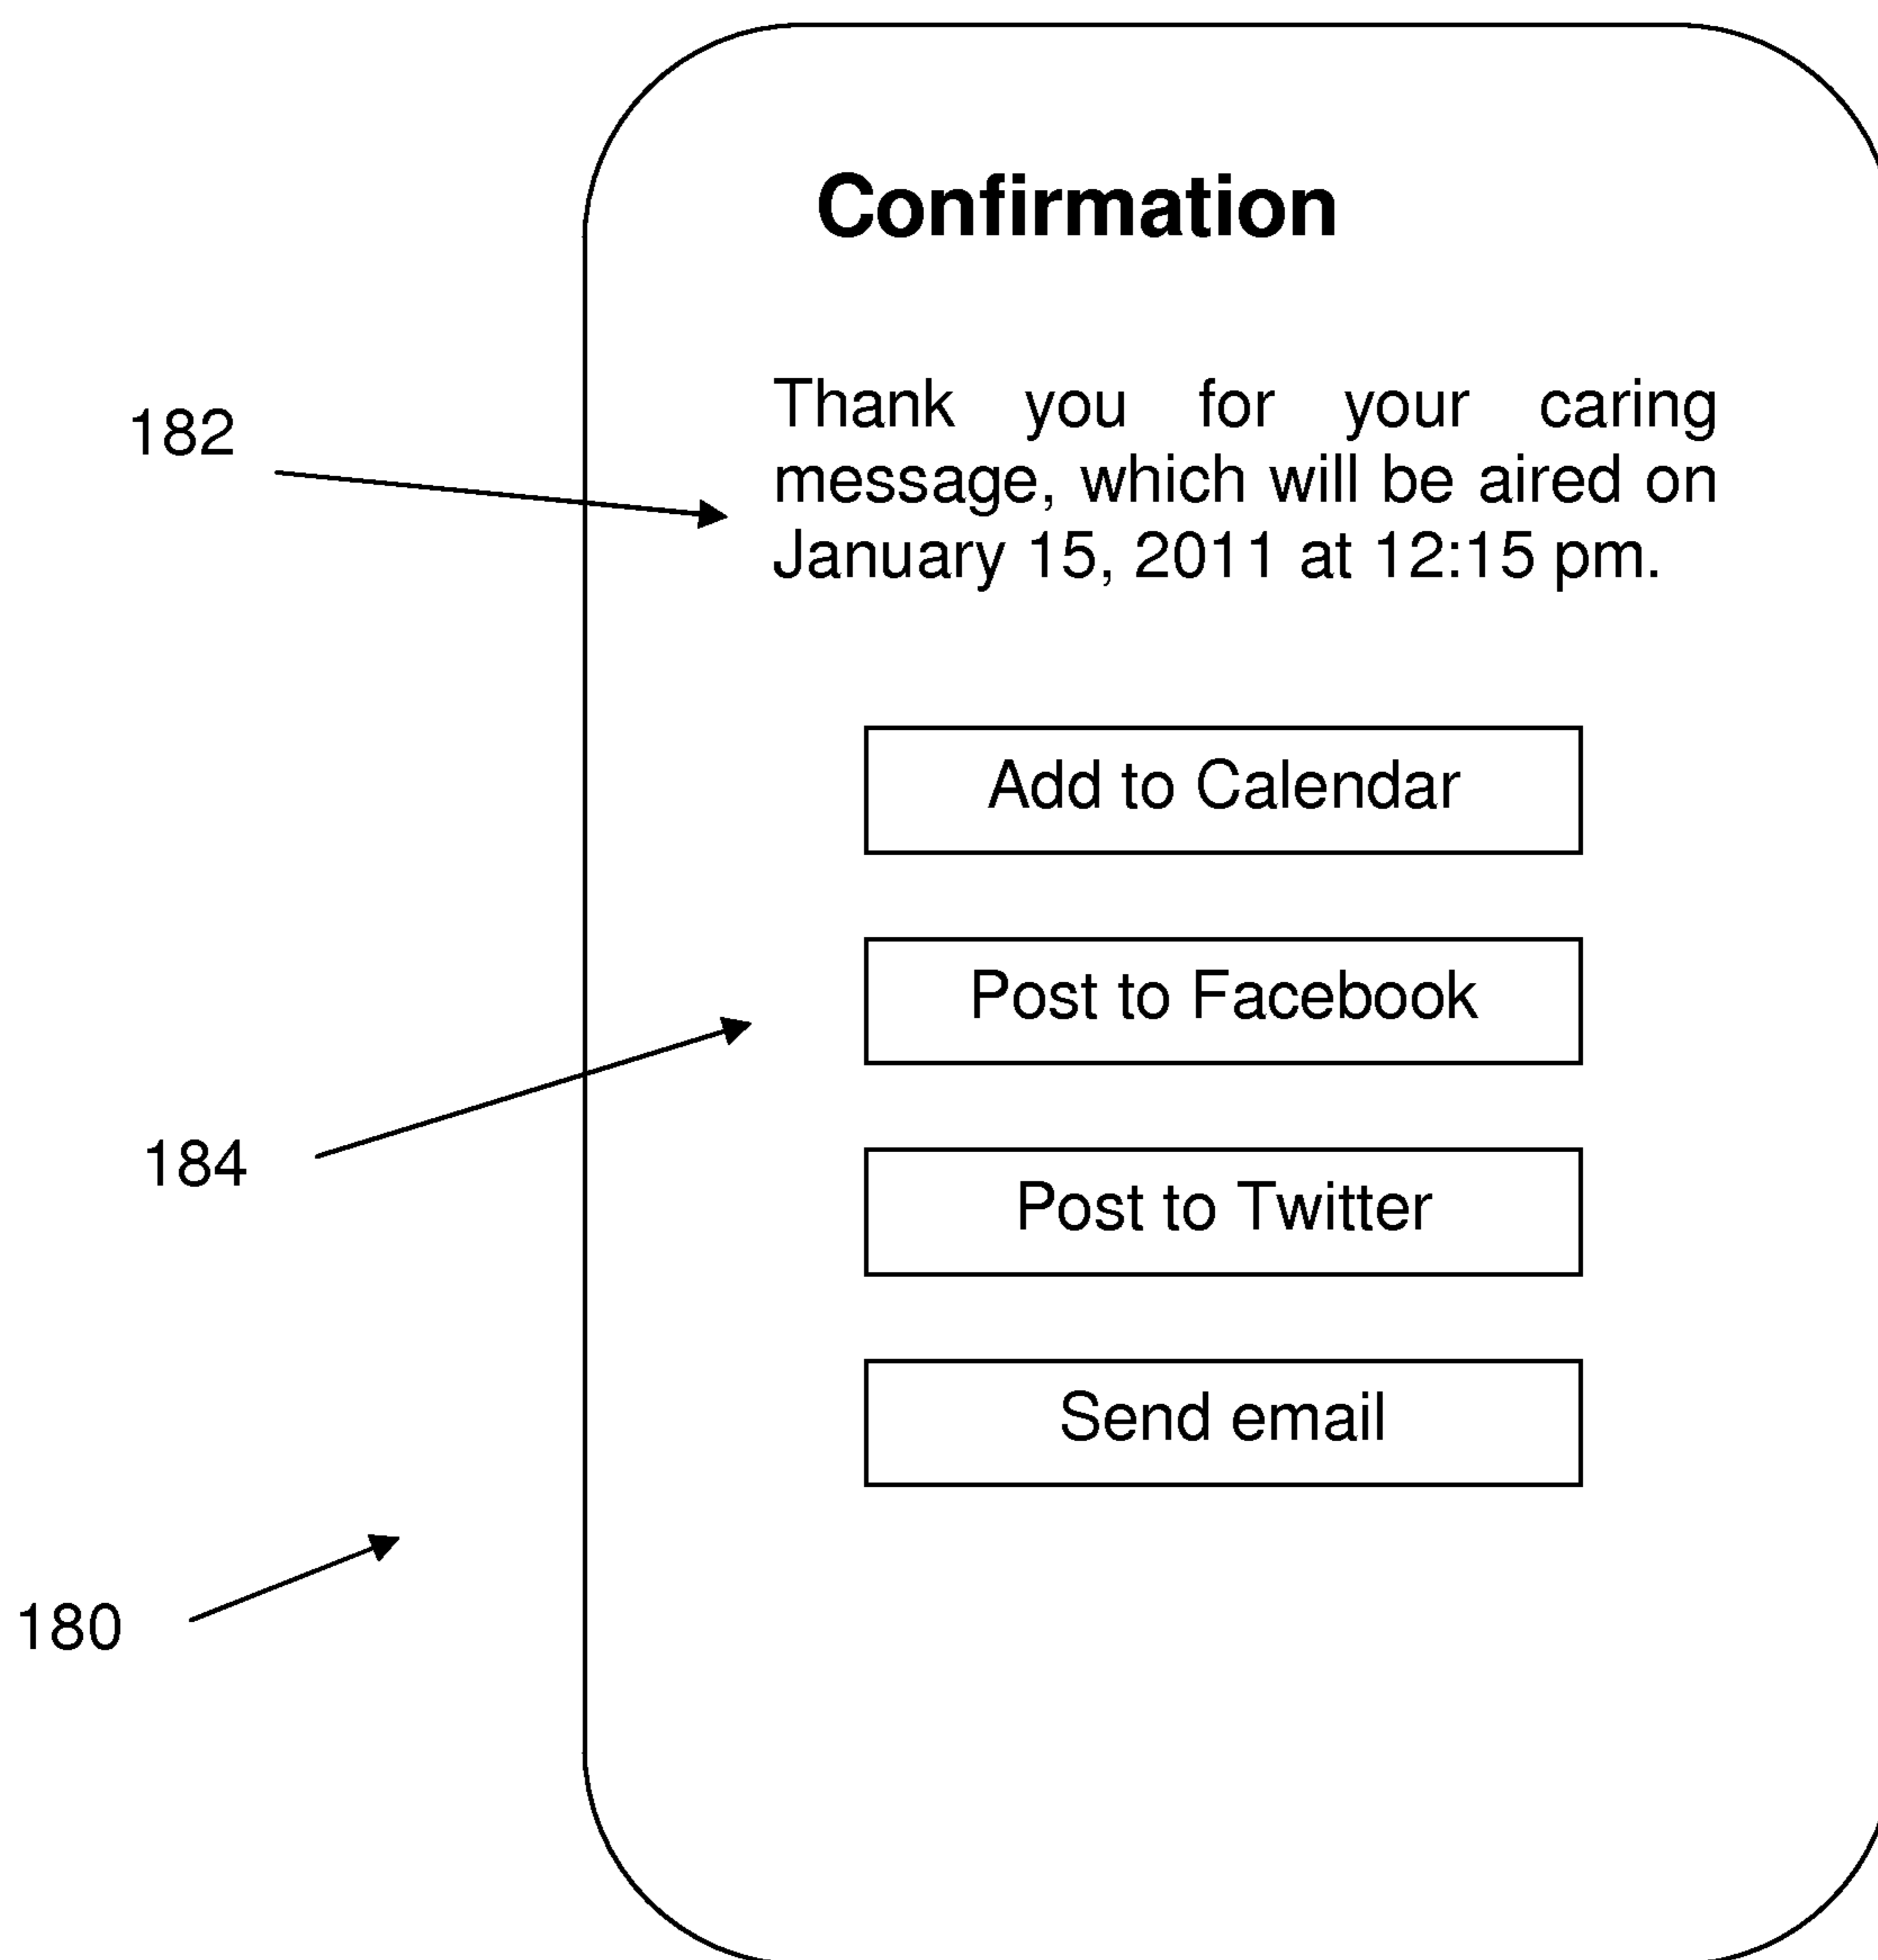 Confirmation
182
Thank you for your caring
message, which will be aired on
January 15, 2011 at 12:15 pm.
Add to Calendar
Post to Facebook
184
Post to Twitter
Send email
180